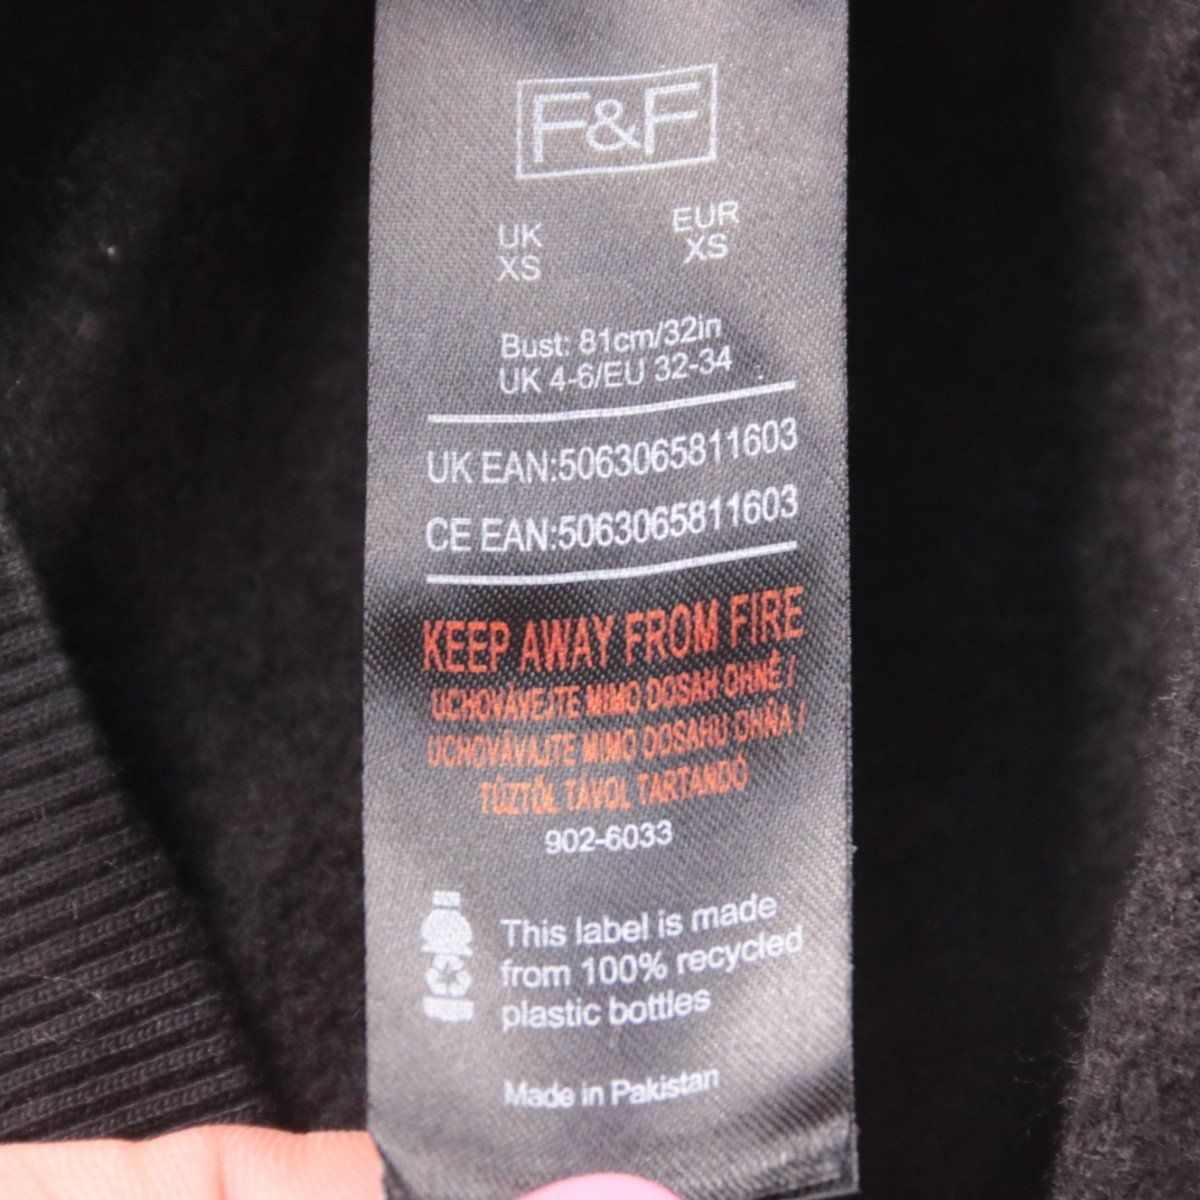 F&F
UK EUR
XS XS
Bust: 81cm/32in
UK 4-6/EU 32-34
UK EAN:5063065811603
CE EAN:5063065811603
KEEP AWAY FROM FIRE
UCHOVÁVEJTE MIMO DOSAH OHNĚ /
UCHOVÁVAJTE MIMO DOSAHU OHŇA /
TŰZTŐL TÁVOL TARTANDÓ
902-6033
This label is made
from 100% recycled
plastic bottles
Made in Pakistan